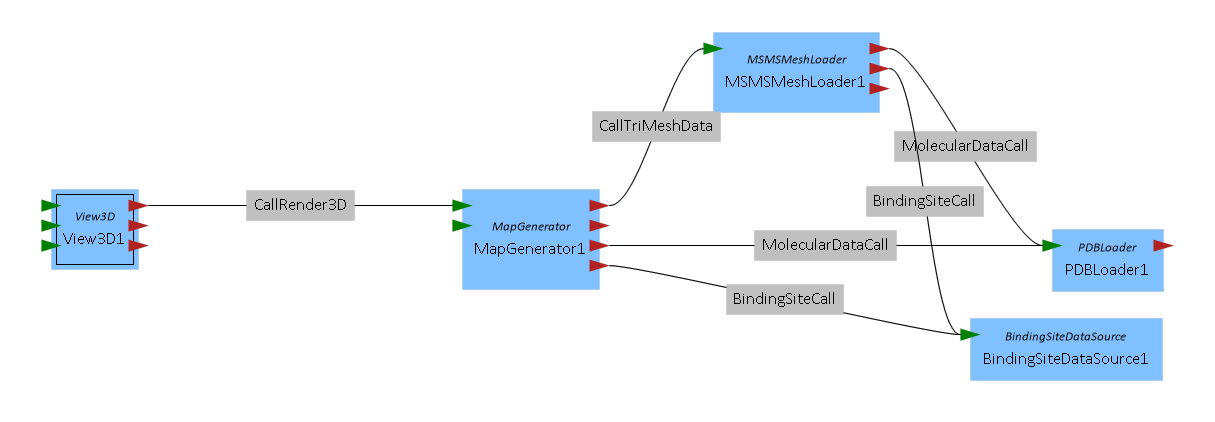 MSMSMeshLoader
MSMSMeshLoader1
CallTriMeshData
MolecularDataCall
BindingSiteCall
CallRender3D
View3D
View3D1
MapGenerator
MapGenerator1
MolecularDataCall
PDBLoader
PDBLoader1
BindingSiteCall
BindingSiteDataSource
BindingSiteDataSource1